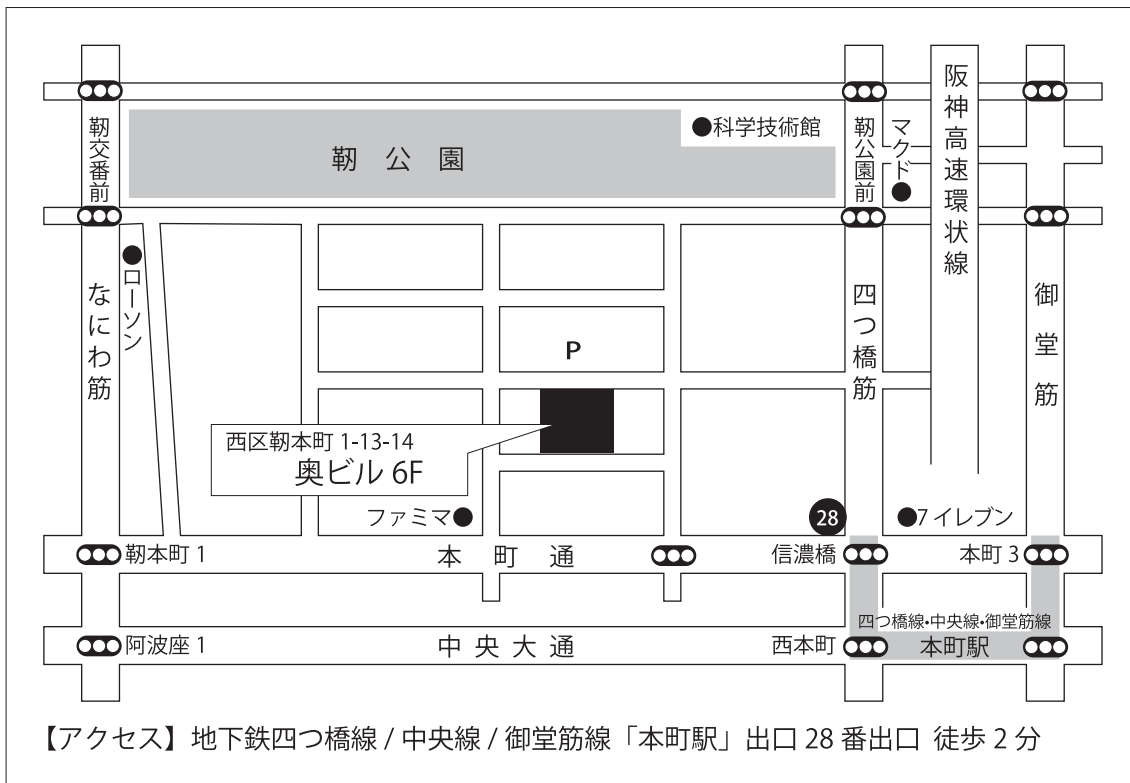 靭交番前
靭公園
●科学技術館
靭公園前
マクド●
阪神高速環状線
●ローソン
なにわ筋
四つ橋筋
御堂筋
P
西区靭本町 1-13-14
奥ビル 6F
ファミマ●
28
●7 イレブン
靭本町 1
本町通
信濃橋
本町 3
四つ橋線・中央線・御堂筋線
阿波座 1
中央大通
西本町
本町駅
【アクセス】地下鉄四つ橋線 / 中央線 / 御堂筋線「本町駅」出口 28 番出口 徒歩 2 分